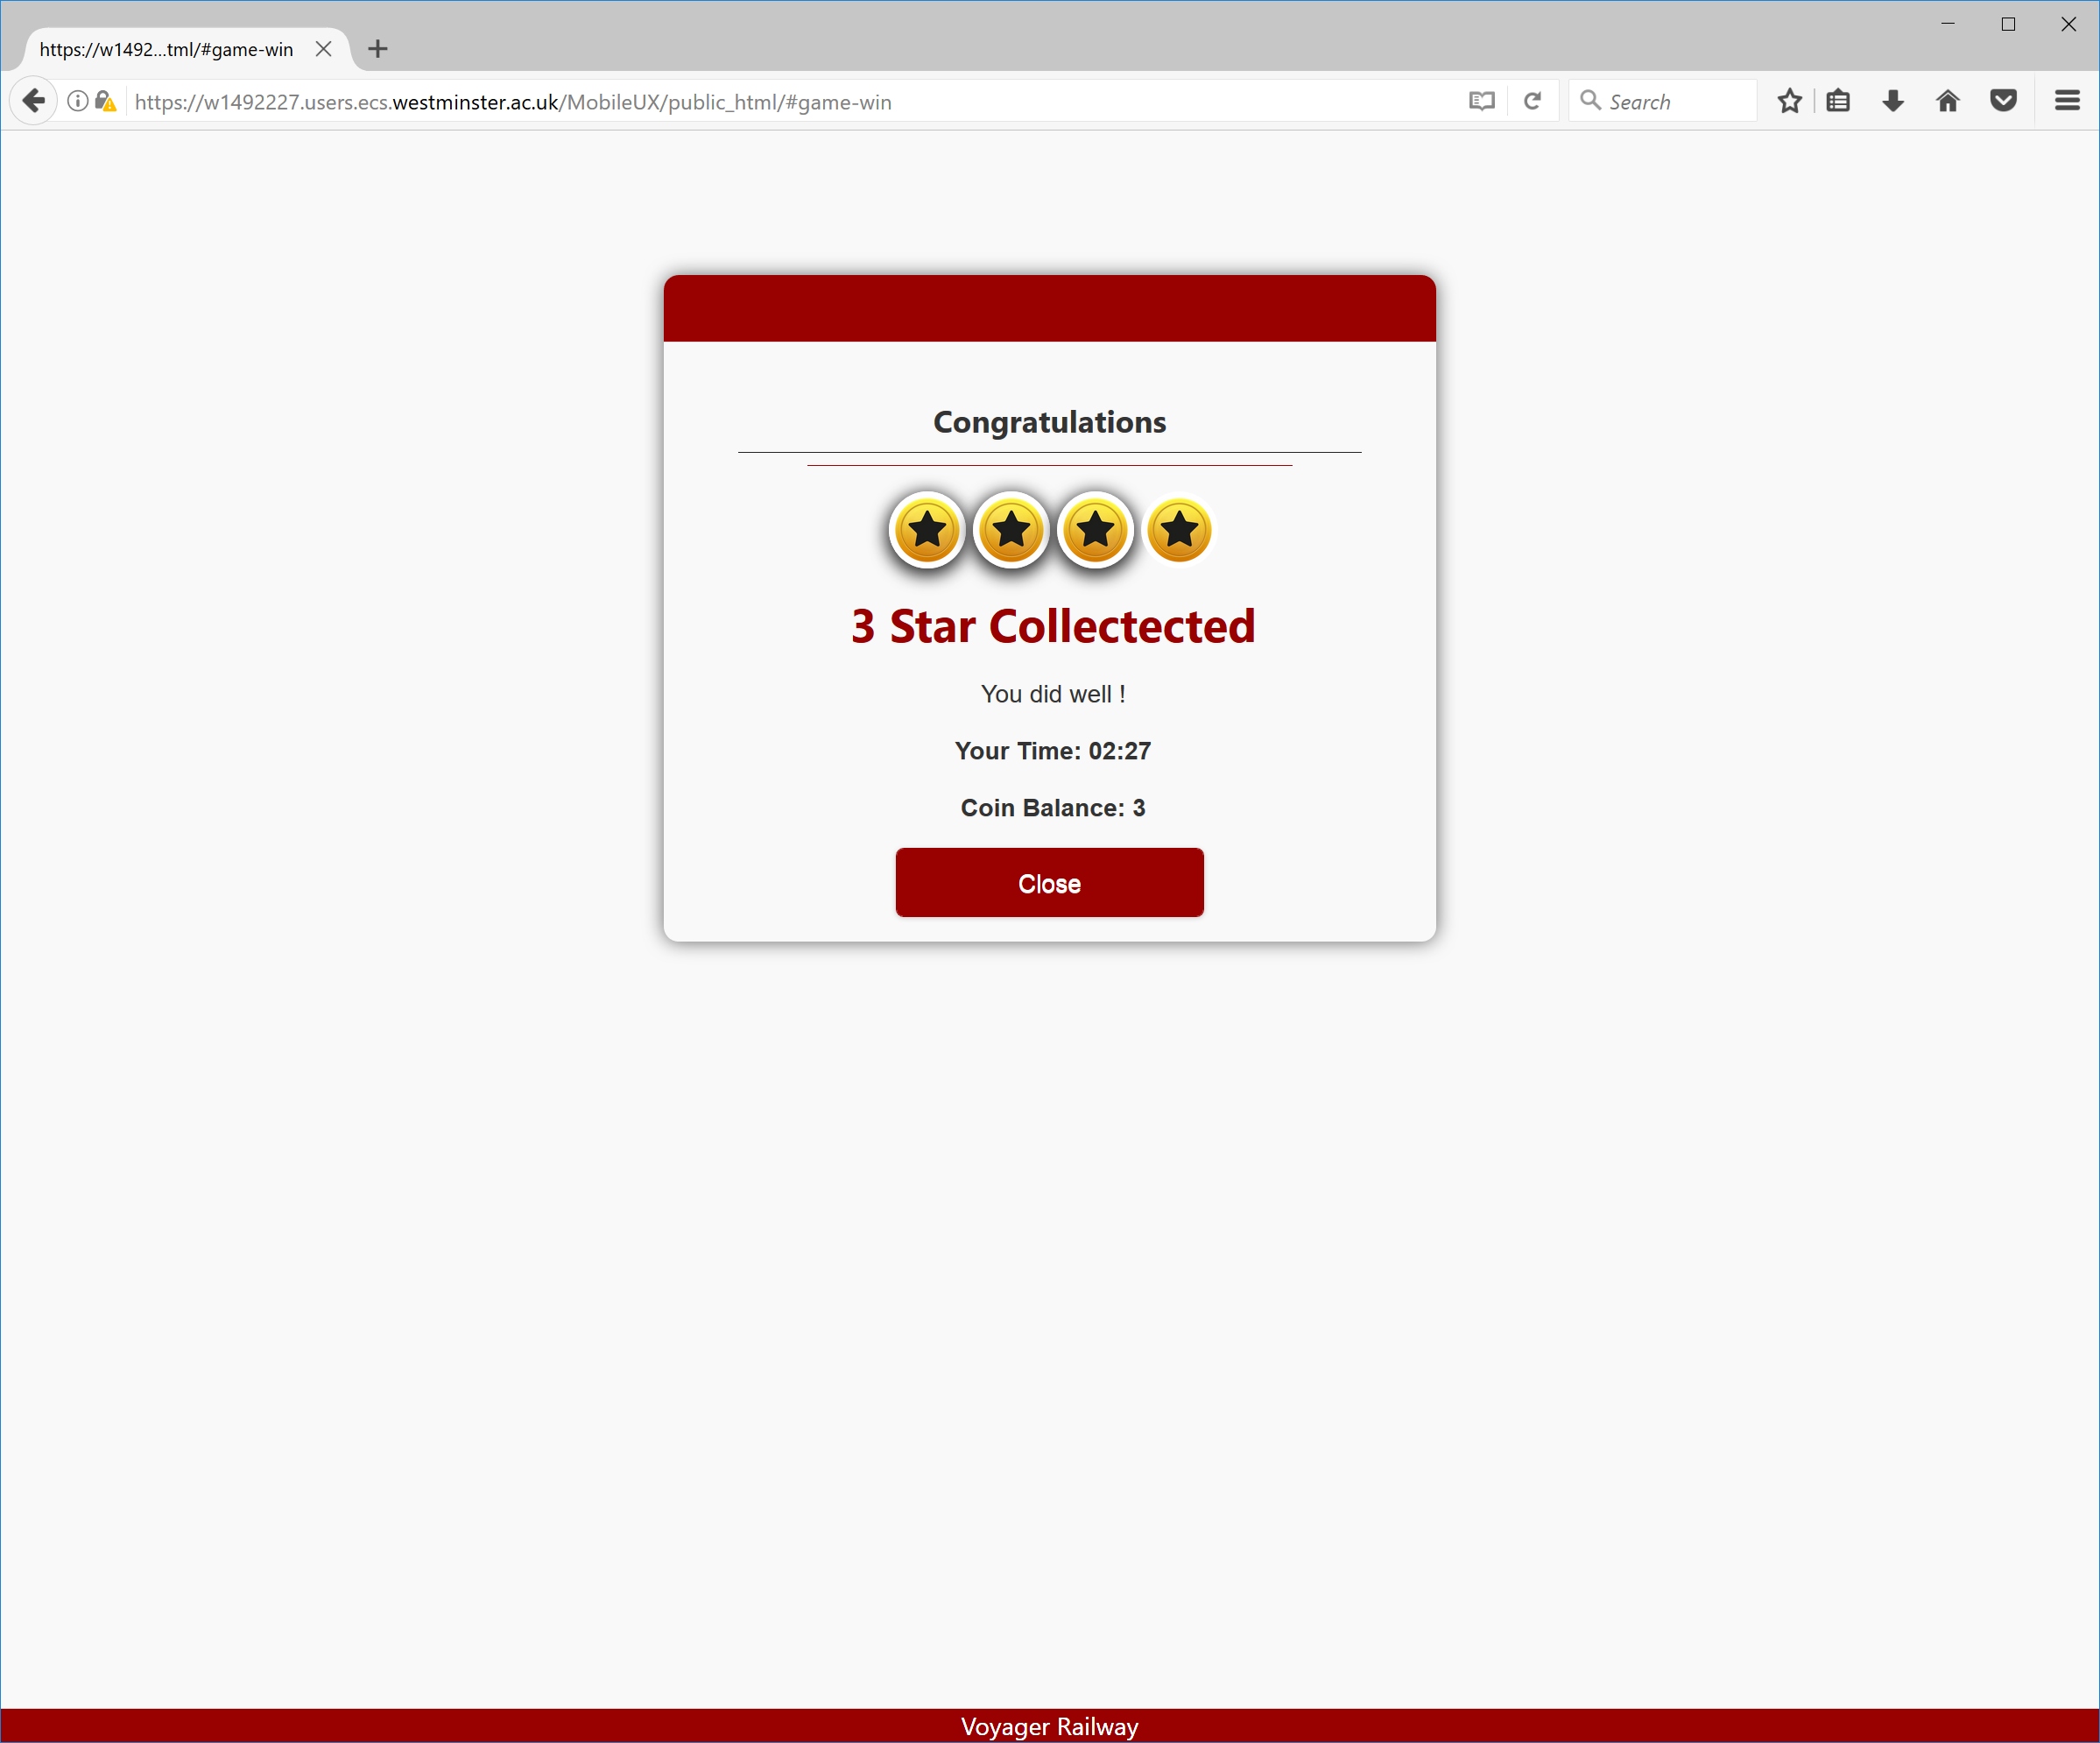 https://w1492...tml/#game-win
https://w1492227.users.ecs.westminster.ac.uk/MobileUX/public_html/#game-win
Search
Congratulations
3 Star Collectected
You did well !
Your Time: 02:27
Coin Balance: 3
Close
Voyager Railway